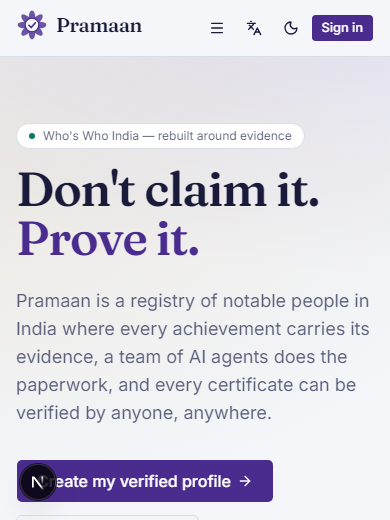 Pramaan
Sign in
Who's Who India — rebuilt around evidence
Don't claim it.
Prove it.
Pramaan is a registry of notable people in
India where every achievement carries its
evidence, a team of AI agents does the
paperwork, and every certificate can be
verified by anyone, anywhere.
Create my verified profile →
N